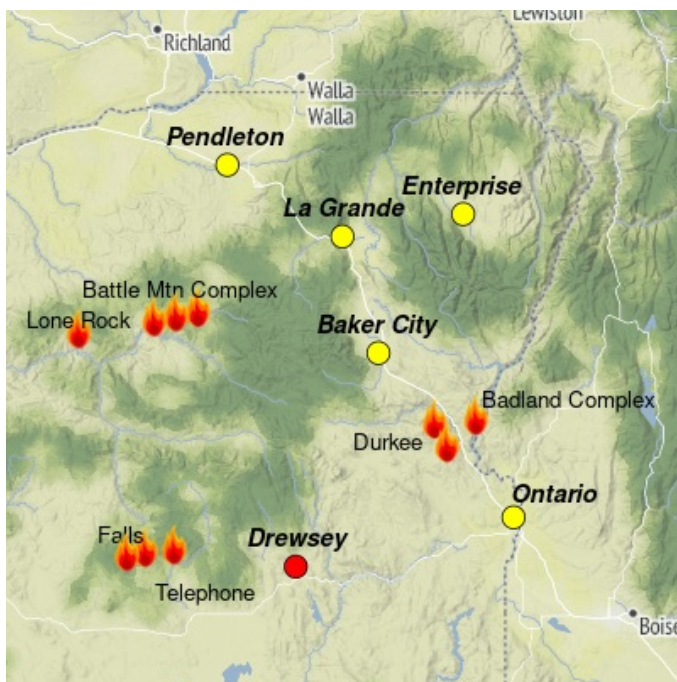 Lewiston
Richland
Walla
Walla
Pendleton
Enterprise
La Grande
Battle Mtn Complex
Lone Rock
Baker City
Badland Complex
Durkee
Ontario
Falls
Drewsey
Telephone
Boise